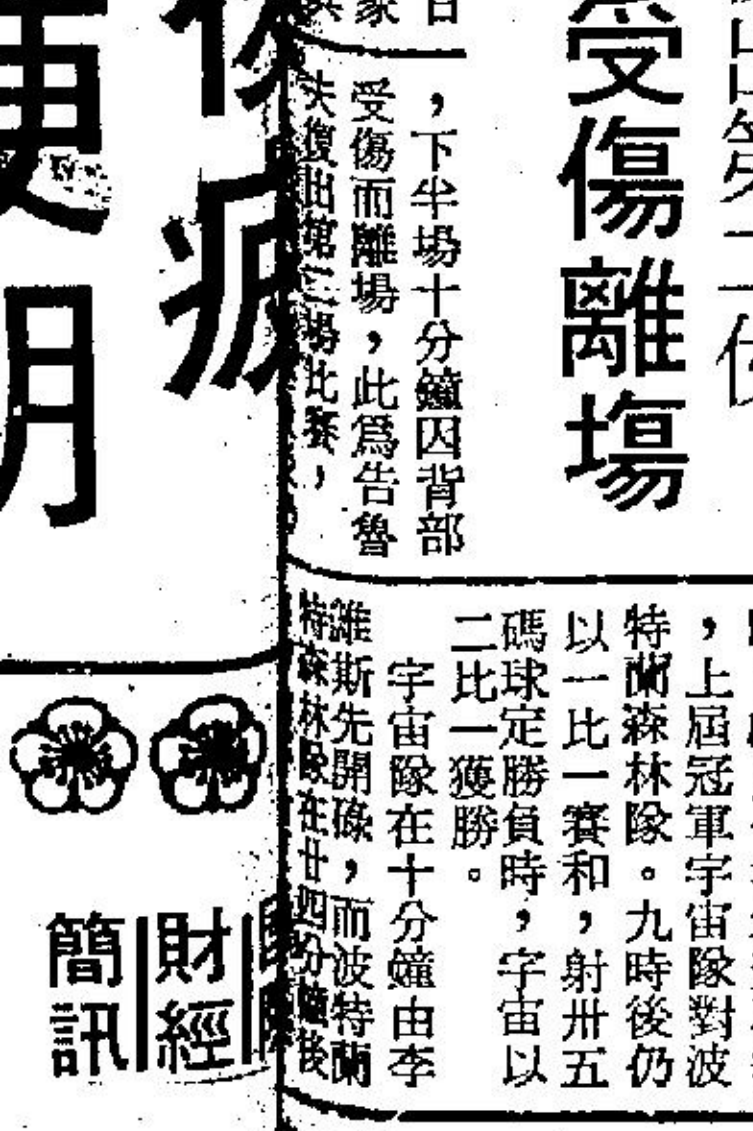 受傷離場
，下半場十分鐘因背部
受傷而離場，此為告魯
夫復出第三場比賽，
，上屆冠軍宇宙隊對波
特蘭森林隊。九時後仍
以一比一賽和，射卅五
碼球定勝負時，宇宙以
二比一獲勝。
宇宙隊在十分鐘由李
維斯先開礤，而波特蘭
特森林隊在廿四分鐘後
財經
簡訊